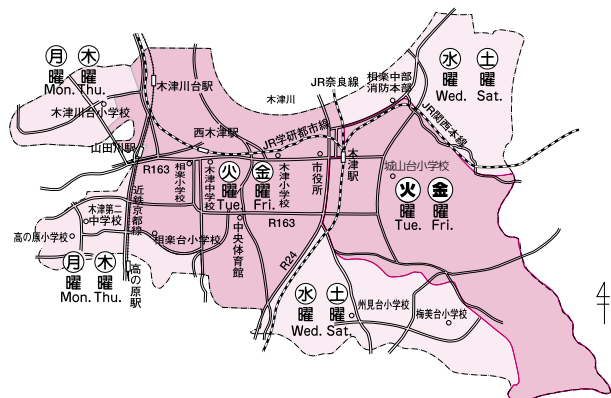 月曜 木曜
Mon. Thu.
木津川台小学校
木津川台駅
山田川駅
西木津駅
木津川
JR奈良線
相楽中部
消防本部
水曜 土曜
Wed. Sat.
JR関西本線
JR学研都市線
R163
相楽小学校
木津中学校
火曜 金曜
Tue. Fri.
木津小学校
市役所
木津駅
城山台小学校
火曜 金曜
Tue. Fri.
近鉄京都線
木津第二
中学校
高の原小学校
相楽台小学校
中央体育館
R163
R24
月曜 木曜
Mon. Thu.
高の原駅
水曜 土曜
Wed. Sat.
州見台小学校
梅美台小学校